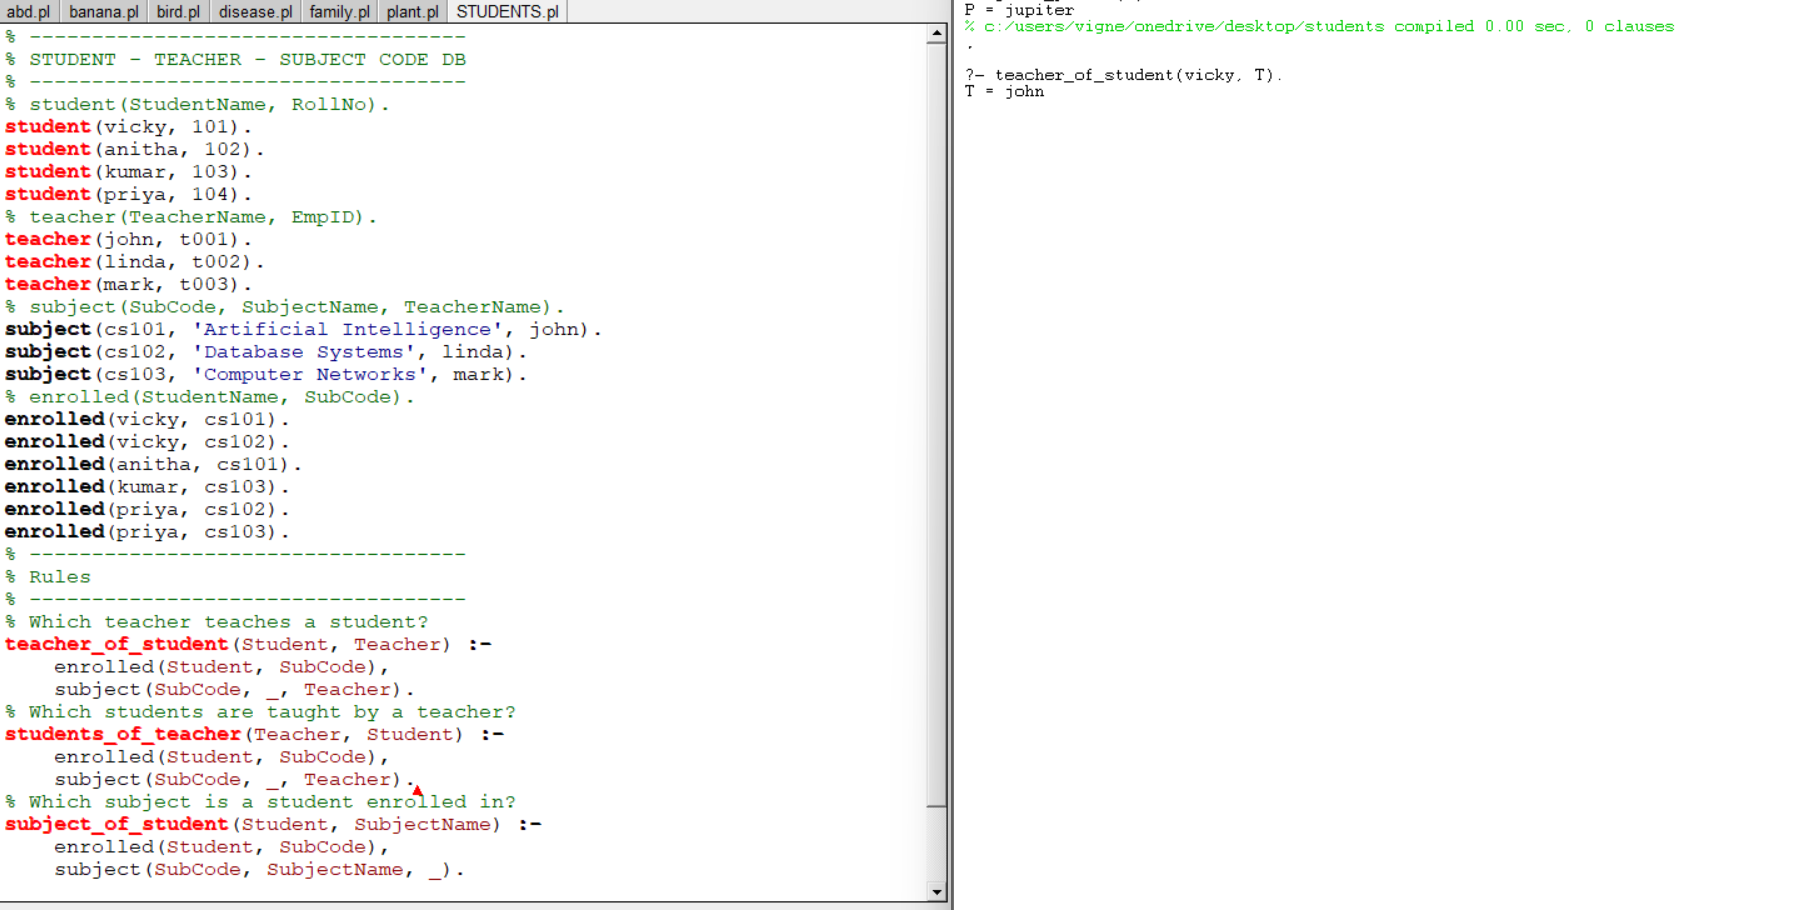 abd.pl banana.pl bird.pl disease.pl family.pl plant.pl STUDENTS.pl
% -----------------------------------
% STUDENT - TEACHER - SUBJECT CODE DB
% -----------------------------------
% student(StudentName, RollNo).
student(vicky, 101).
student(anitha, 102).
student(kumar, 103).
student(priya, 104).
% teacher(TeacherName, EmpID).
teacher(john, t001).
teacher(linda, t002).
teacher(mark, t003).
% subject(SubCode, SubjectName, TeacherName).
subject(cs101, 'Artificial Intelligence', john).
subject(cs102, 'Database Systems', linda).
subject(cs103, 'Computer Networks', mark).
% enrolled(StudentName, SubCode).
enrolled(vicky, cs101).
enrolled(vicky, cs102).
enrolled(anitha, cs101).
enrolled(kumar, cs103).
enrolled(priya, cs102).
enrolled(priya, cs103).
% -----------------------------------
% Rules
% -----------------------------------
% Which teacher teaches a student?
teacher_of_student(Student, Teacher) :-
    enrolled(Student, SubCode),
    subject(SubCode, _, Teacher).
% Which students are taught by a teacher?
students_of_teacher(Teacher, Student) :-
    enrolled(Student, SubCode),
    subject(SubCode, _, Teacher).
% Which subject is a student enrolled in?
subject_of_student(Student, SubjectName) :-
    enrolled(Student, SubCode),
    subject(SubCode, SubjectName, _).
P = jupiter
% c:/users/vigne/onedrive/desktop/students compiled 0.00 sec, 0 clauses
?- teacher_of_student(vicky, T).
T = john